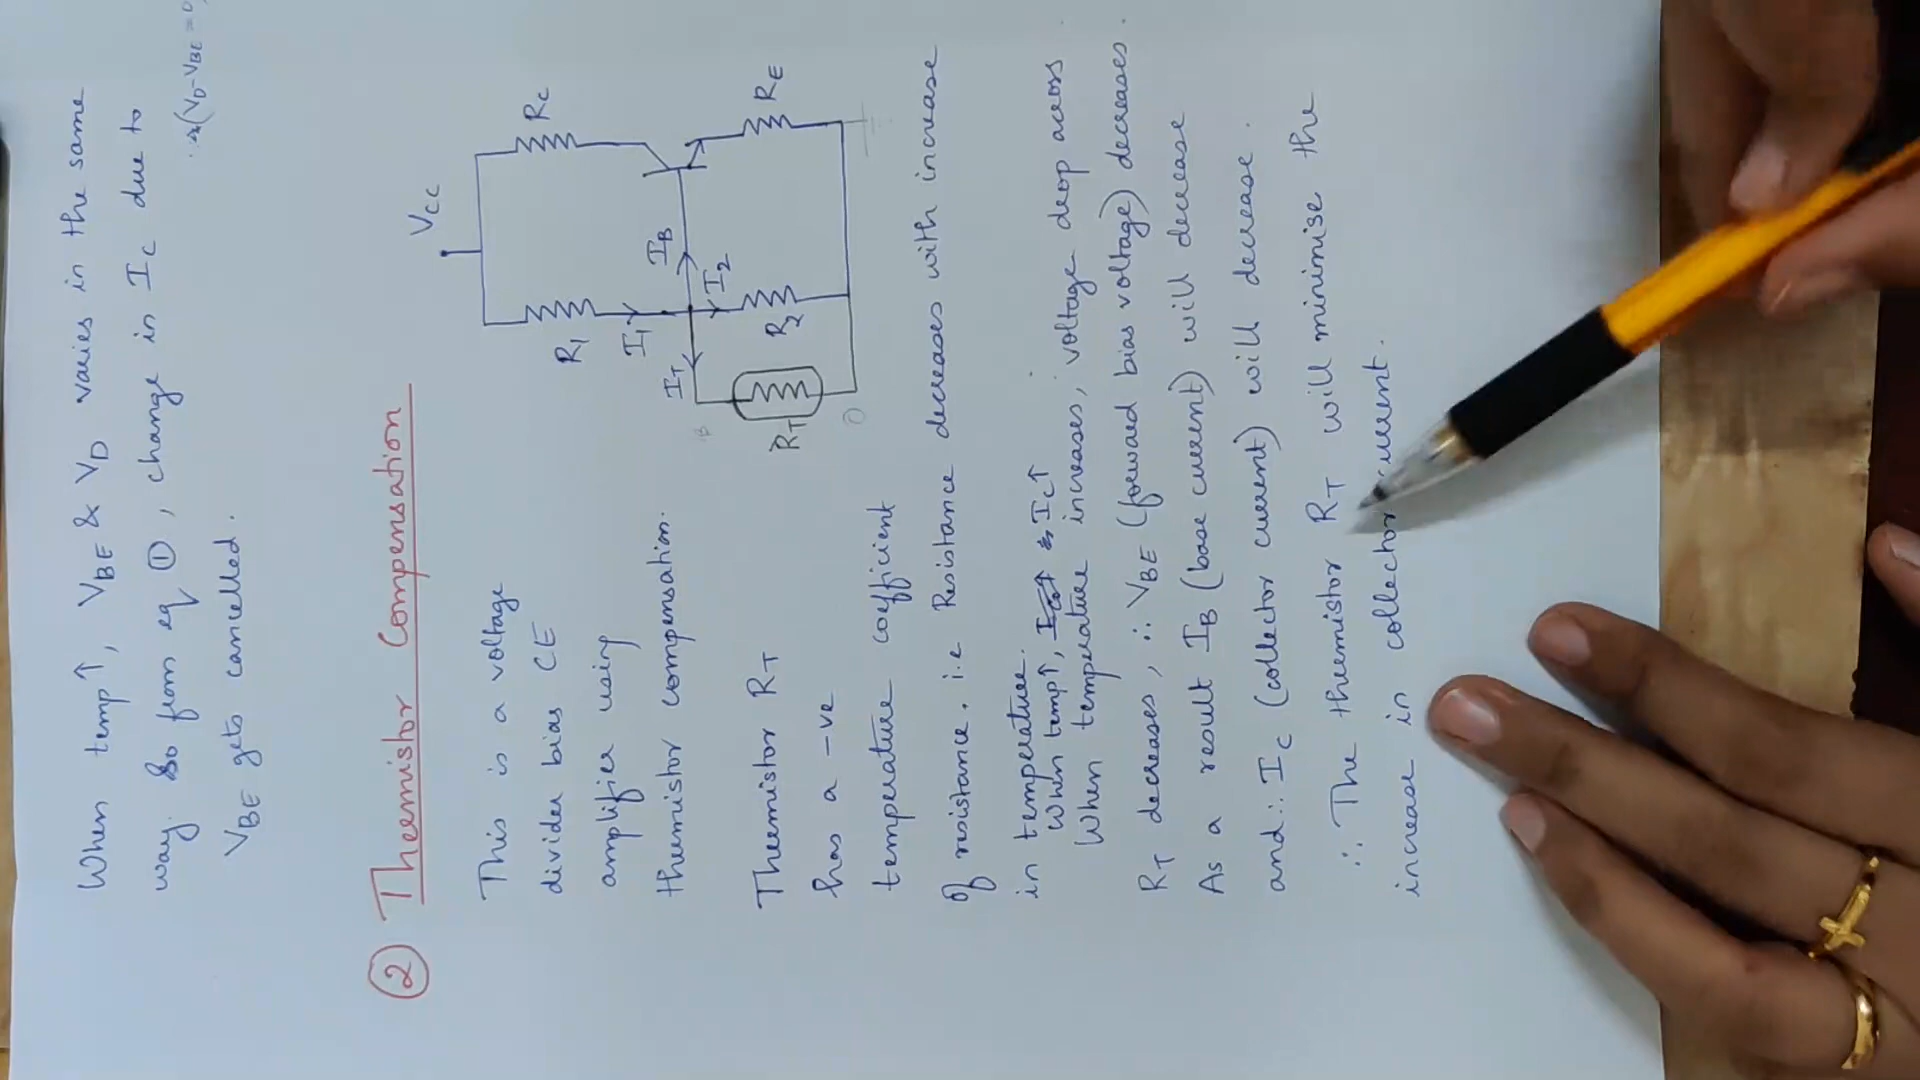 When temp↑, VBE & VD varies in the same
way. So from eq ①, change in IC due to
VBE gets cancelled.
(VD-VBE = 0
② Thermistor Compensation
This is a voltage
divider bias CE
amplifier using
thermistor compensation.
Thermistor RT
has a -ve
temperature coefficient
of resistance. i.e Resistance decreases with increase
in temperature.
When temp↑, IC↑
When temperature increases, voltage drop across
RT decreases, ∴ VBE (forward bias voltage) decreases.
As a result IB (base current) will decrease
and ∴ IC (collector current) will decrease.
∴ The thermistor RT will minimise the
increase in collector current.
VCC
R1
RC
I1
IT
IB
I2
RT
R2
RE